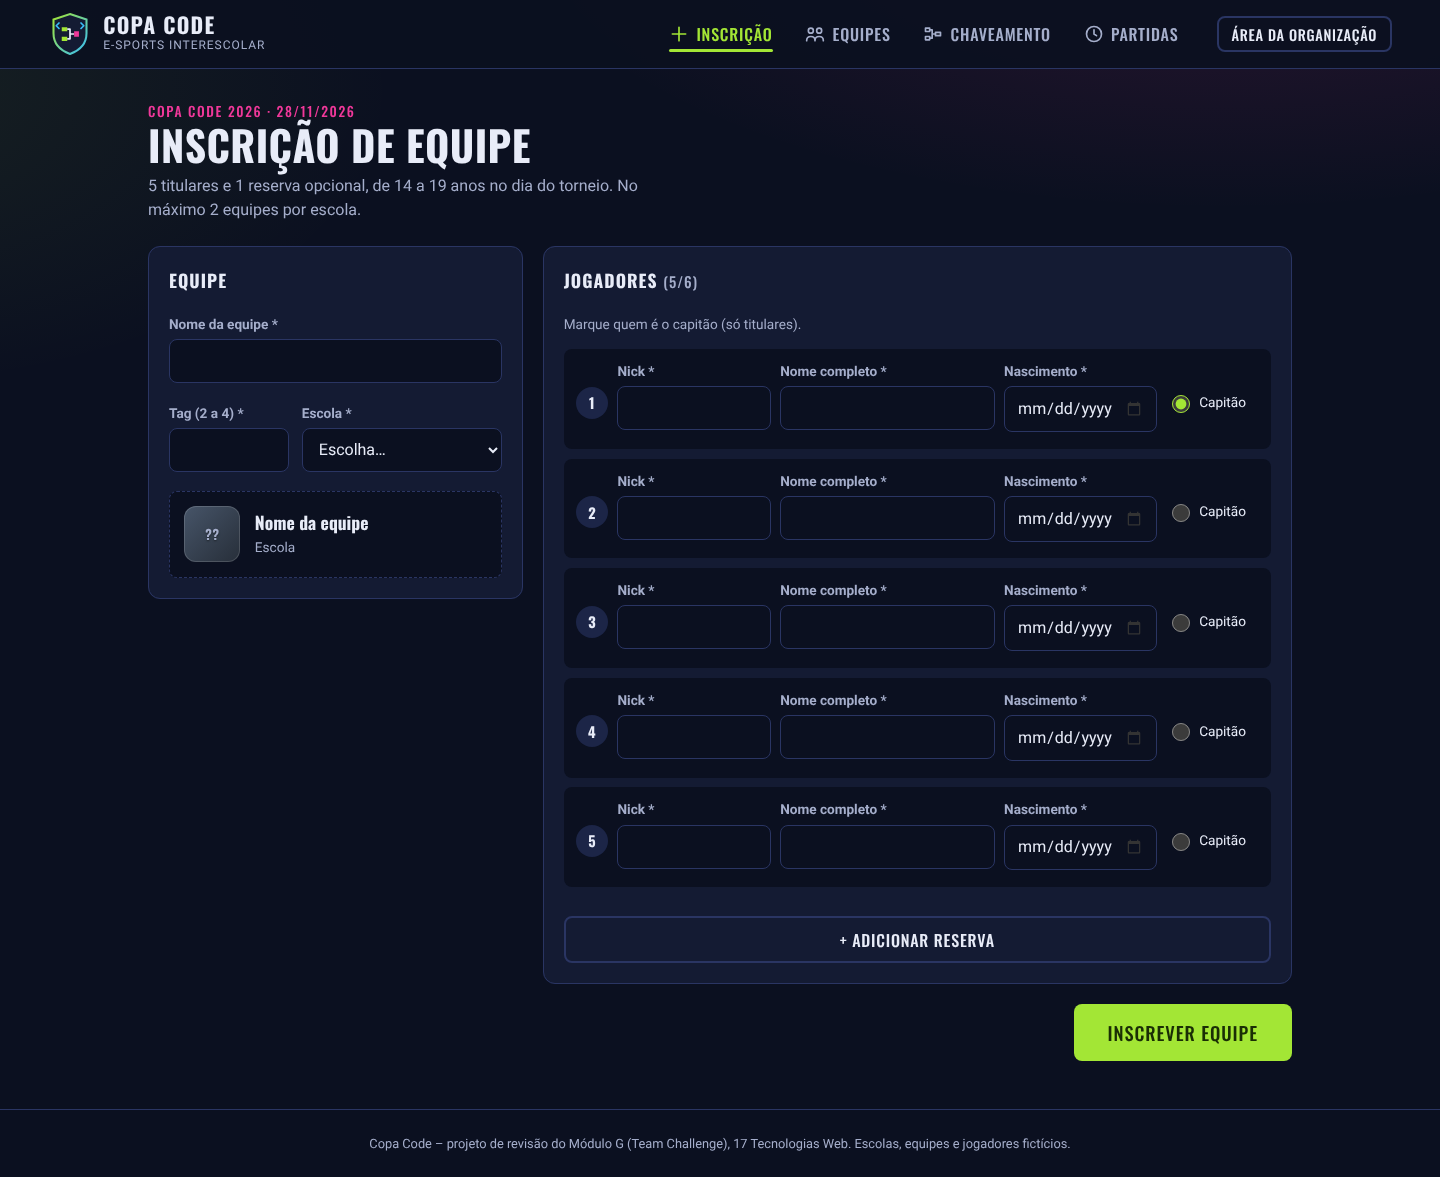 COPA CODE
E-SPORTS INTERESCOLAR
INSCRIÇÃO
EQUIPES
CHAVEAMENTO
PARTIDAS
ÁREA DA ORGANIZAÇÃO
COPA CODE 2026 · 28/11/2026
INSCRIÇÃO DE EQUIPE
5 titulares e 1 reserva opcional, de 14 a 19 anos no dia do torneio. No
máximo 2 equipes por escola.
EQUIPE
Nome da equipe *
Tag (2 a 4) *
Escola *
Escolha...
??
Nome da equipe
Escola
JOGADORES (5/6)
Marque quem é o capitão (só titulares).
Nick *
Nome completo *
Nascimento *
1
mm/dd/yyyy
Capitão
Nick *
Nome completo *
Nascimento *
2
mm/dd/yyyy
Capitão
Nick *
Nome completo *
Nascimento *
3
mm/dd/yyyy
Capitão
Nick *
Nome completo *
Nascimento *
4
mm/dd/yyyy
Capitão
Nick *
Nome completo *
Nascimento *
5
mm/dd/yyyy
Capitão
+ ADICIONAR RESERVA
INSCREVER EQUIPE
Copa Code – projeto de revisão do Módulo G (Team Challenge), 17 Tecnologias Web. Escolas, equipes e jogadores fictícios.